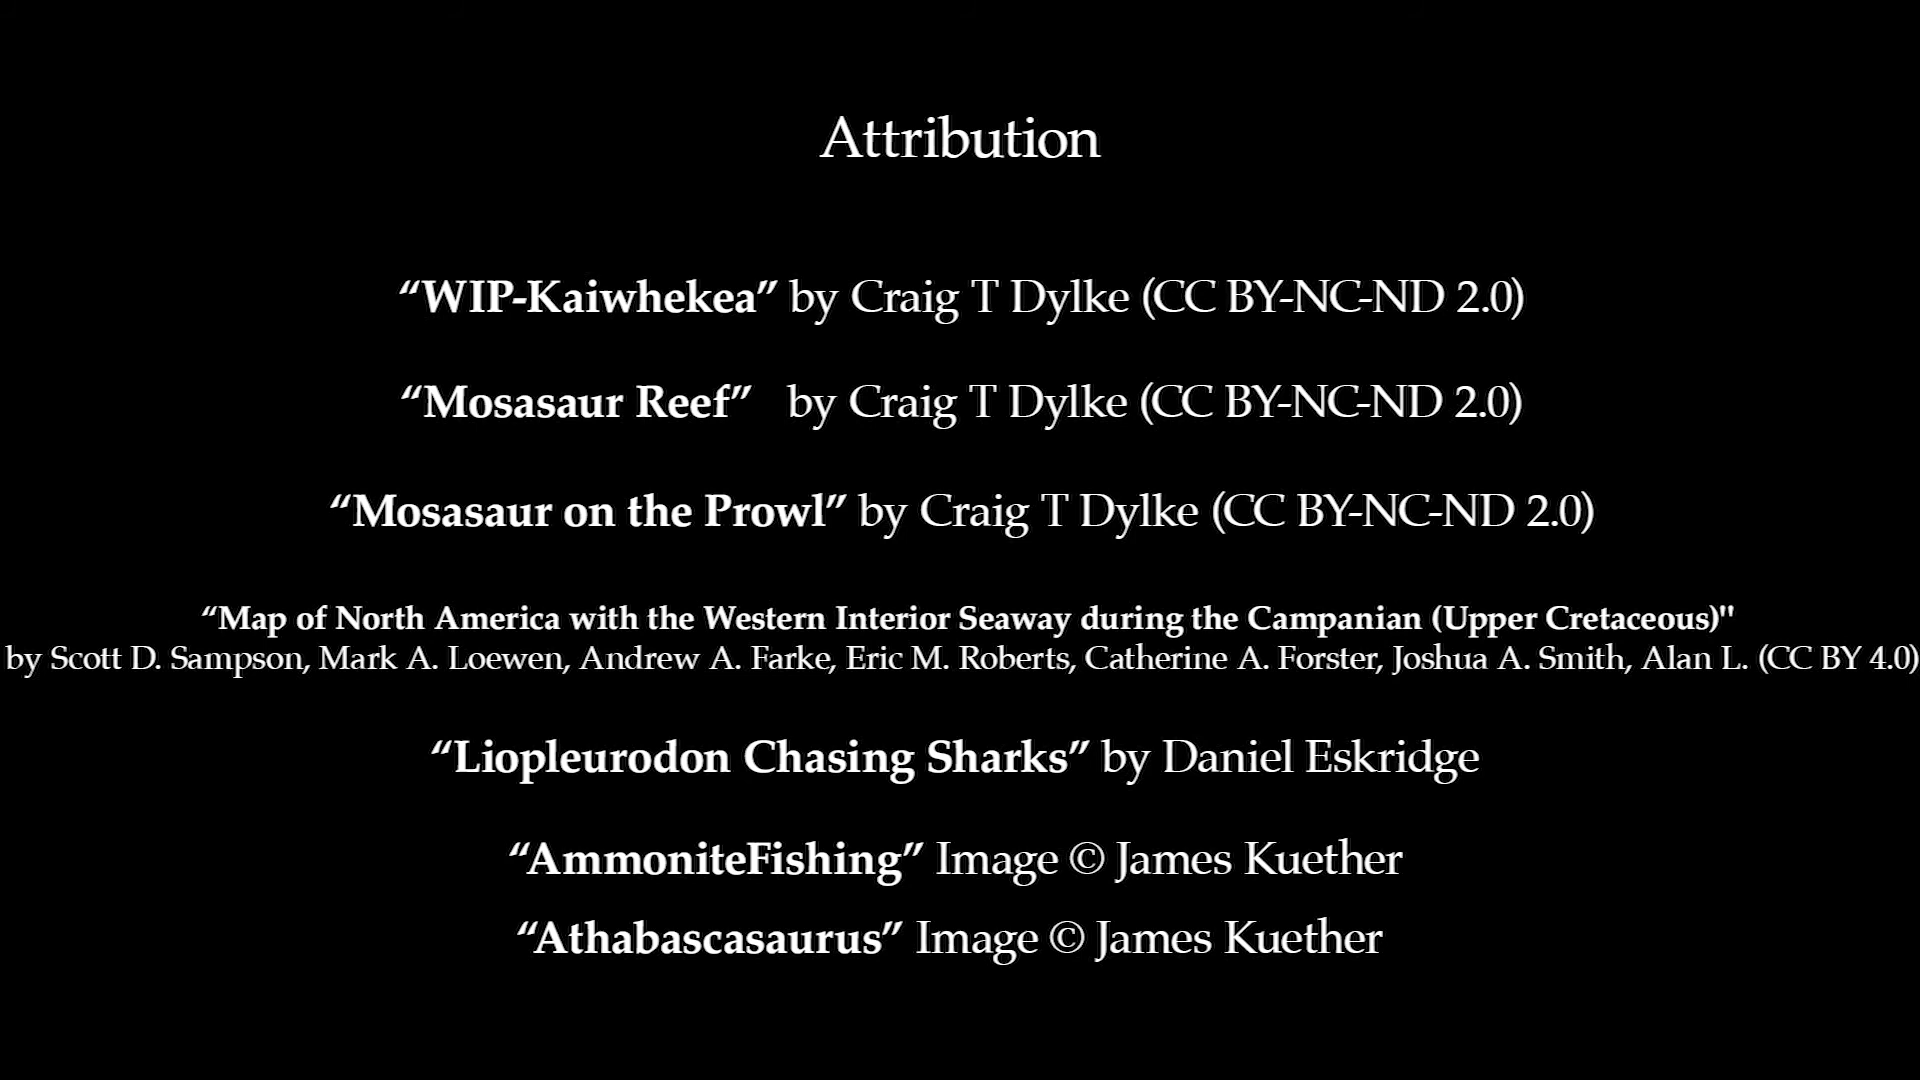 Attribution
“WIP-Kaiwhekea” by Craig T Dylke (CC BY-NC-ND 2.0)
“Mosasaur Reef” by Craig T Dylke (CC BY-NC-ND 2.0)
“Mosasaur on the Prowl” by Craig T Dylke (CC BY-NC-ND 2.0)
“Map of North America with the Western Interior Seaway during the Campanian (Upper Cretaceous)"
by Scott D. Sampson, Mark A. Loewen, Andrew A. Farke, Eric M. Roberts, Catherine A. Forster, Joshua A. Smith, Alan L. (CC BY 4.0)
“Liopleurodon Chasing Sharks” by Daniel Eskridge
“AmmoniteFishing” Image © James Kuether
“Athabascasaurus” Image © James Kuether